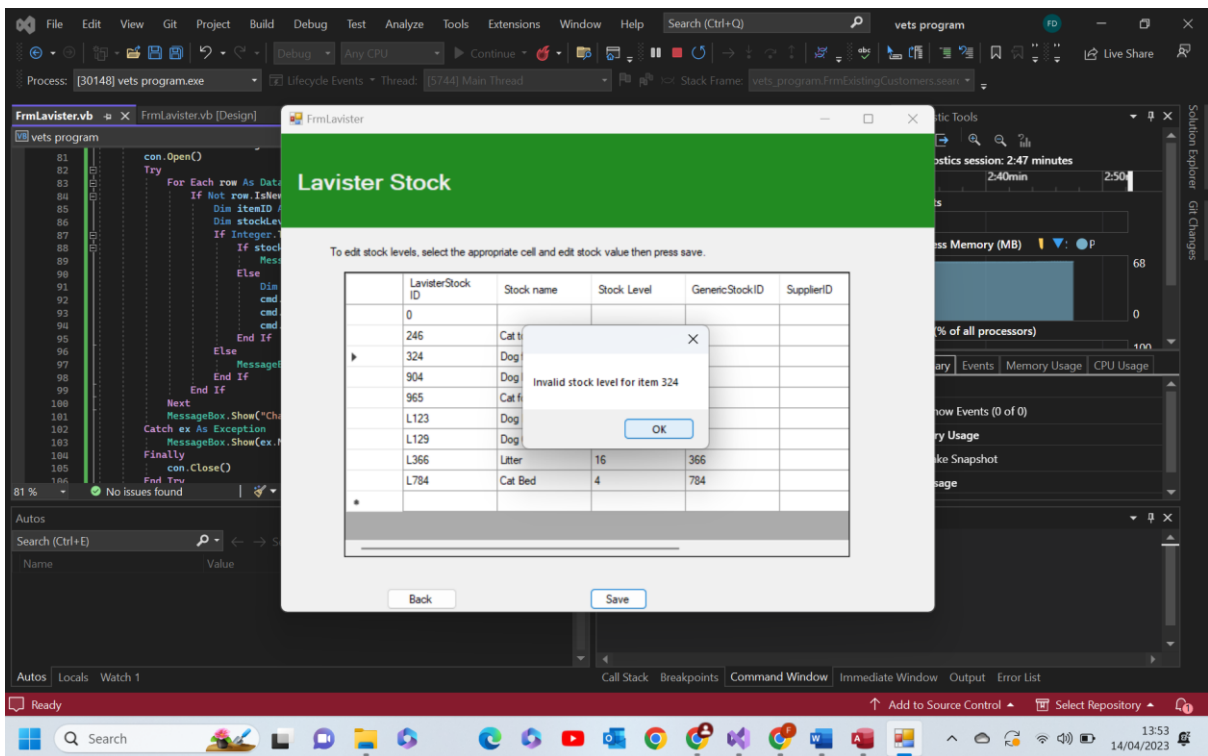 File Edit View Git Project Build Debug Test Analyze Tools Extensions Window Help Search (Ctrl+Q) vets program FD
Debug Any CPU Continue Live Share
Process: [30148] vets program.exe Lifecycle Events Thread: [5744] Main Thread Stack Frame: vets_program.FrmExistingCustomers.sear
FrmLavister.vb FrmLavister.vb [Design]
vets program
81 con.Open()
82 Try
83 For Each row As Data
84 If Not row.IsNew
85 Dim itemID
86 Dim stockLev
87 If Integer.
88 If stock
89 Mess
90 Else
91 Dim
92 cmd.
93 cmd.
94 cmd.
95 End If
96 Else
97 Message
98 End If
99 End If
100 Next
101 MessageBox.Show("Cha
102 Catch ex As Exception
103 MessageBox.Show(ex.
104 Finally
105 con.Close()
106 End Try
81 % No issues found
FrmLavister
Lavister Stock
To edit stock levels, select the appropriate cell and edit stock value then press save.
LavisterStock ID Stock name Stock Level GenericStockID SupplierID
0
246 Cat
324 Dog
904 Dog
965 Cat
L123 Dog
L129 Dog
L366 Litter 16 366
L784 Cat Bed 4 784
Invalid stock level for item 324
OK
Back Save
stic Tools
ostics session: 2:47 minutes
2:40min 2:50
ts
ess Memory (MB) P
68
0
(% of all processors)
100
ary Events Memory Usage CPU Usage
how Events (0 of 0)
ry Usage
ke Snapshot
sage
Solution Explorer Git Changes
Autos
Search (Ctrl+E)
Name Value
Autos Locals Watch 1
Call Stack Breakpoints Command Window Immediate Window Output Error List
Ready Add to Source Control Select Repository
Search
13:53
14/04/2023